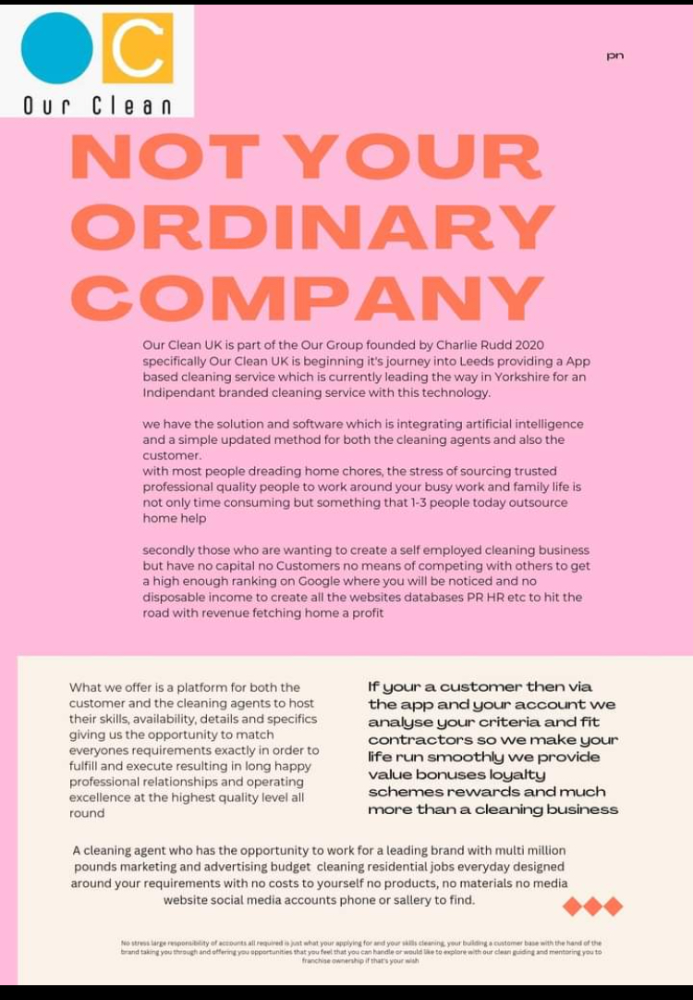 C
Our Clean
pn
NOT YOUR
ORDINARY
COMPANY
Our Clean UK is part of the Our Group founded by Charlie Rudd 2020
specifically Our Clean UK is beginning it's journey into Leeds providing a App
based cleaning service which is currently leading the way in Yorkshire for an
Indipendant branded cleaning service with this technology.
we have the solution and software which is integrating artificial intelligence
and a simple updated method for both the cleaning agents and also the
customer.
with most people dreading home chores, the stress of sourcing trusted
professional quality people to work around your busy work and family life is
not only time consuming but something that 1-3 people today outsource
home help
secondly those who are wanting to create a self employed cleaning business
but have no capital no Customers no means of competing with others to get
a high enough ranking on Google where you will be noticed and no
disposable income to create all the websites databases PR HR etc to hit the
road with revenue fetching home a profit
What we offer is a platform for both the
customer and the cleaning agents to host
their skills, availability, details and specifics
giving us the opportunity to match
everyones requirements exactly in order to
fulfill and execute resulting in long happy
professional relationships and operating
excellence at the highest quality level all
round
If your a customer then via
the app and your account we
analyse your criteria and fit
contractors so we make your
life run smoothly we provide
value bonuses loyalty
schemes rewards and much
more than a cleaning business
A cleaning agent who has the opportunity to work for a leading brand with multi million
pounds marketing and advertising budget cleaning residential jobs everyday designed
around your requirements with no costs to yourself no products, no materials no media
website social media accounts phone or sallery to find.
No stress large responsibility of accounts all required is just what your applying for and your skills cleaning, your building a customer base with the hand of the
brand taking you through and offering you opportunities that you feel that you can handle or would like to explore with our clean guiding and mentoring you to
franchise ownership if that's your wish